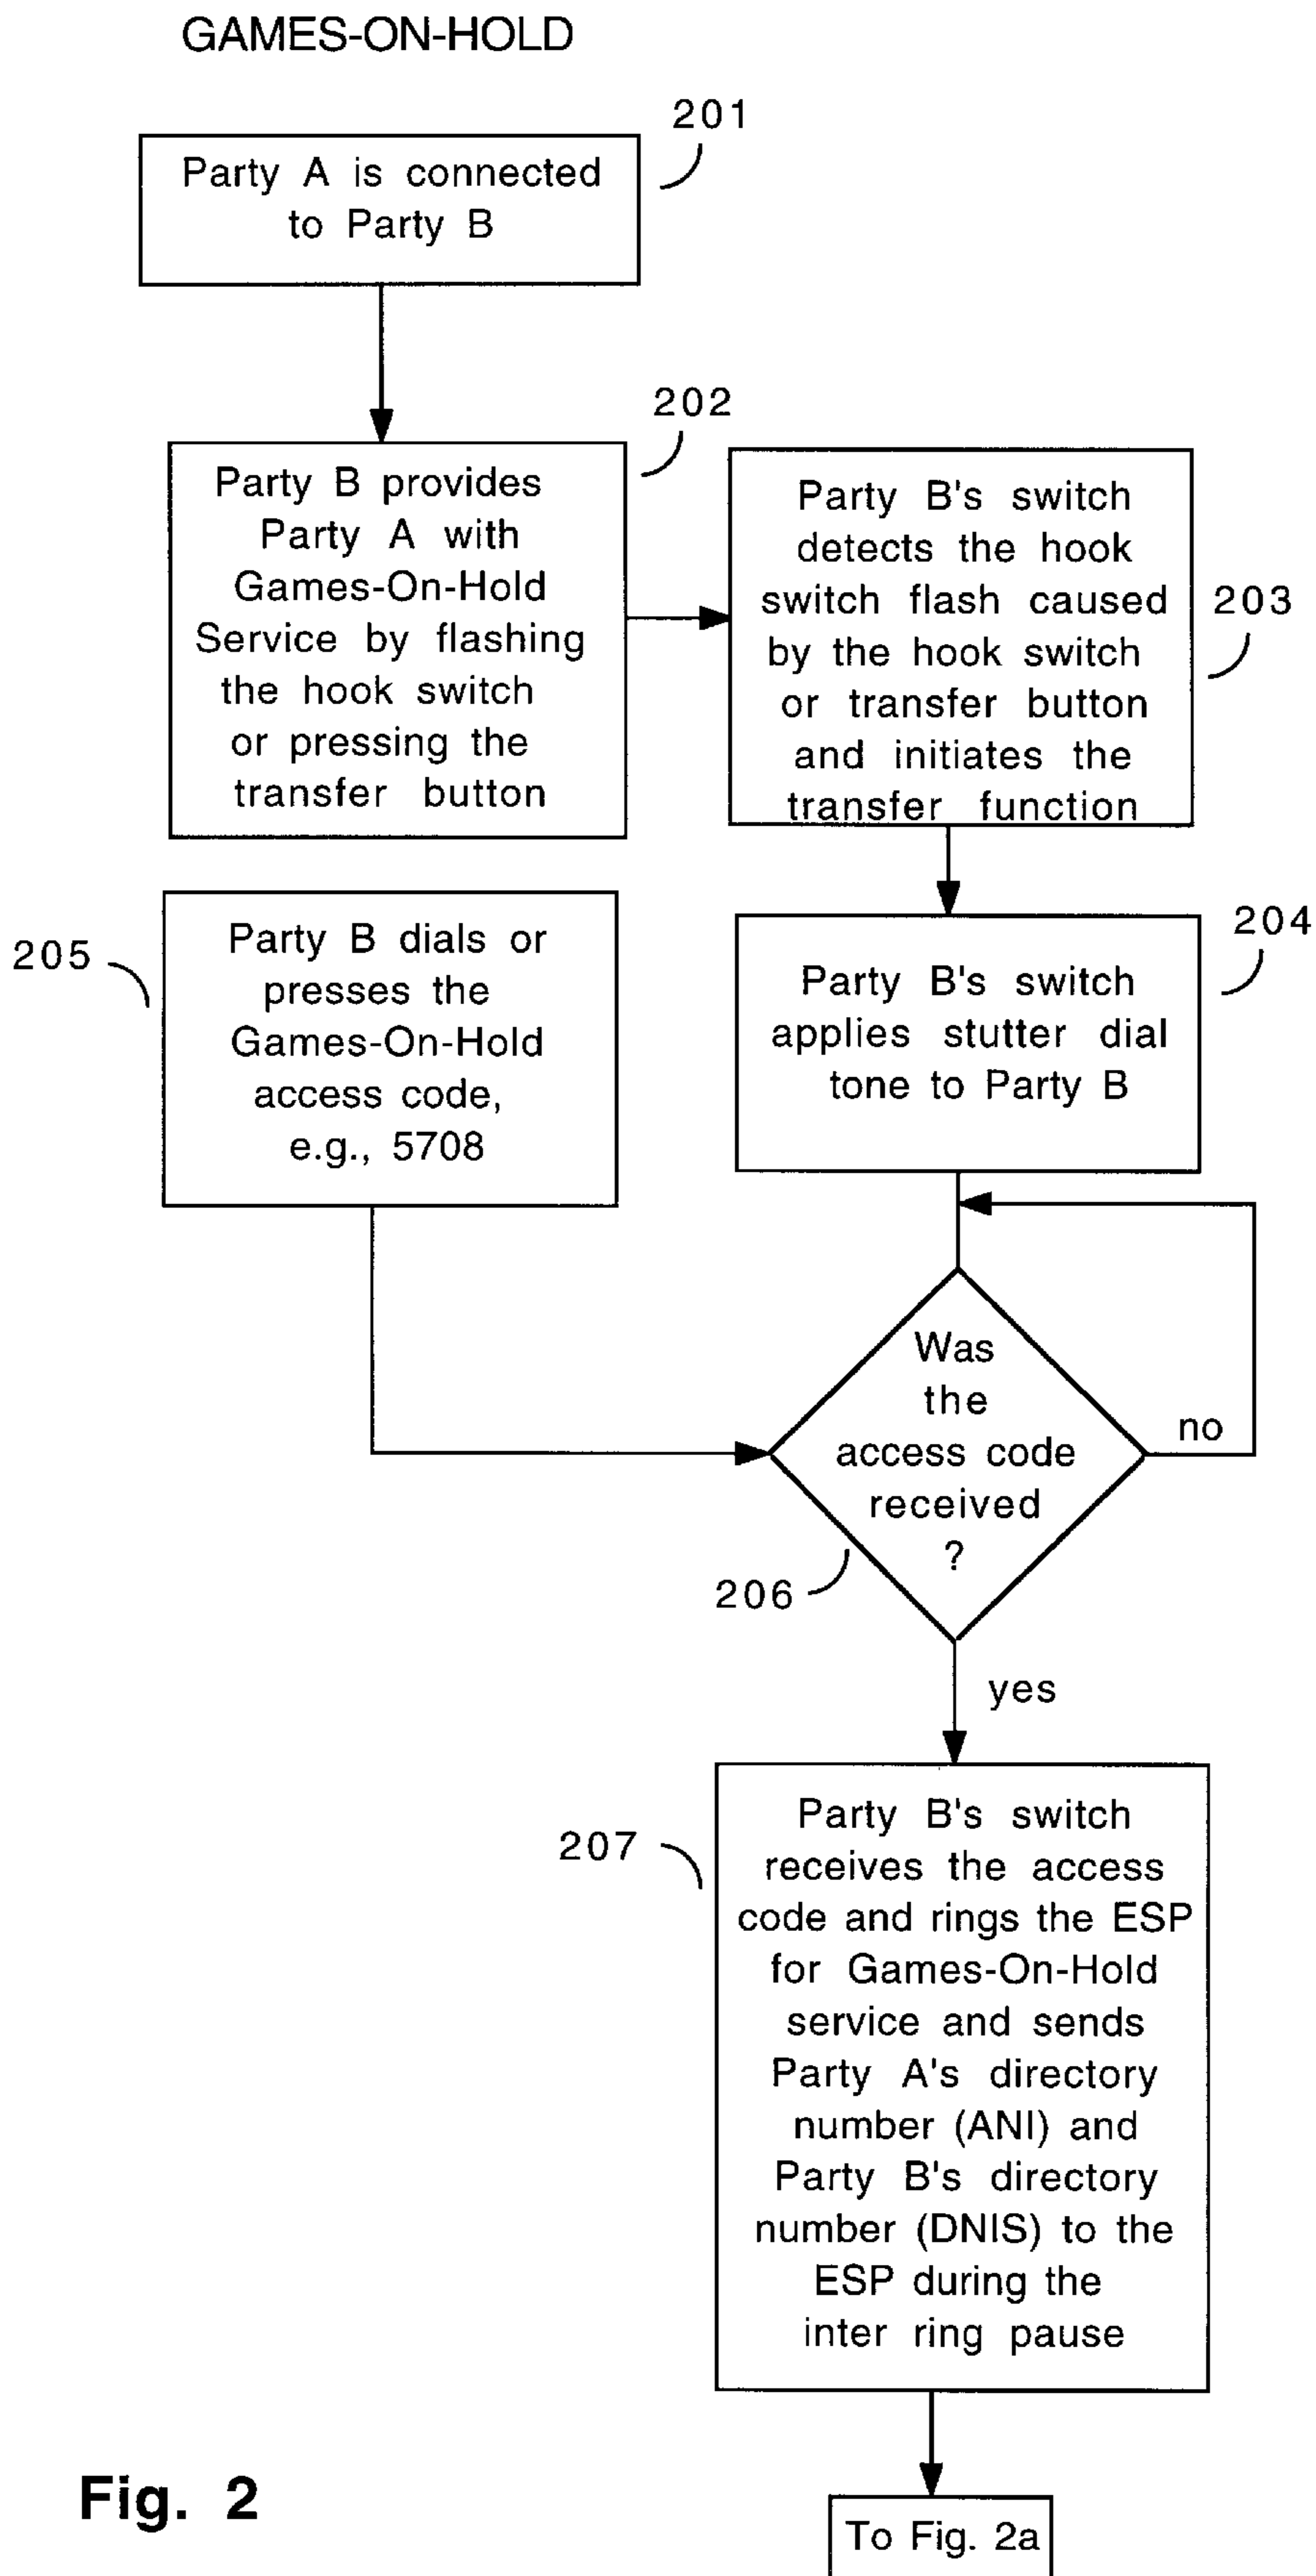 GAMES-ON-HOLD
201
Party A is connected
to Party B
202
Party B provides
Party A with
Games-On-Hold
Service by flashing
the hook switch
or pressing the
transfer button
Party B's switch
detects the hook
switch flash caused
by the hook switch
or transfer button
and initiates the
transfer function
203
204
Party B's switch
applies stutter dial
tone to Party B
205
Party B dials or
presses the
Games-On-Hold
access code,
e.g., 5708
Was
the
access code
received
?
no
206
yes
207
Party B's switch
receives the access
code and rings the ESP
for Games-On-Hold
service and sends
Party A's directory
number (ANI) and
Party B's directory
number (DNIS) to the
ESP during the
inter ring pause
Fig. 2
To Fig. 2a